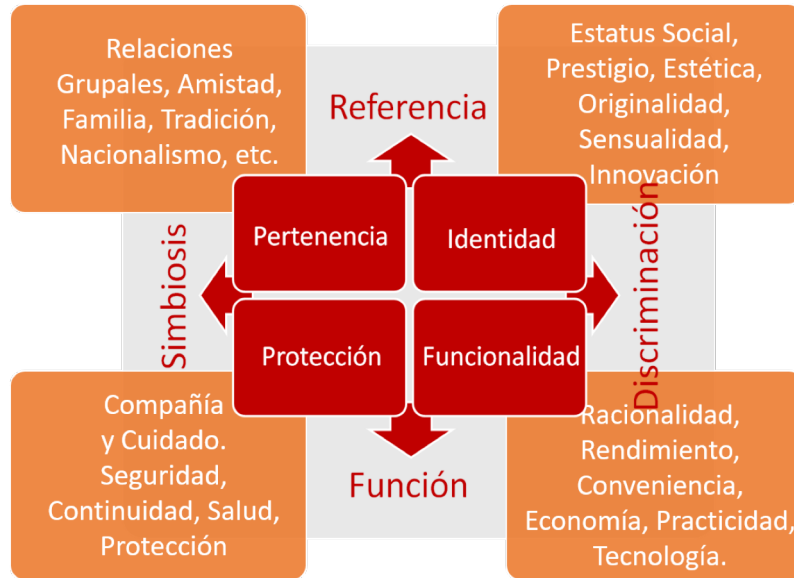 Relaciones
Grupales, Amistad,
Familia, Tradición,
Nacionalismo, etc.
Estatus Social,
Prestigio, Estética,
Originalidad,
Sensualidad,
Innovación
Referencia
Pertenencia
Identidad
Simbiosis
Discriminación
Protección
Funcionalidad
Función
Compañía
y Cuidado.
Seguridad,
Continuidad, Salud,
Protección
Racionalidad,
Rendimiento,
Conveniencia,
Economía, Practicidad,
Tecnología.